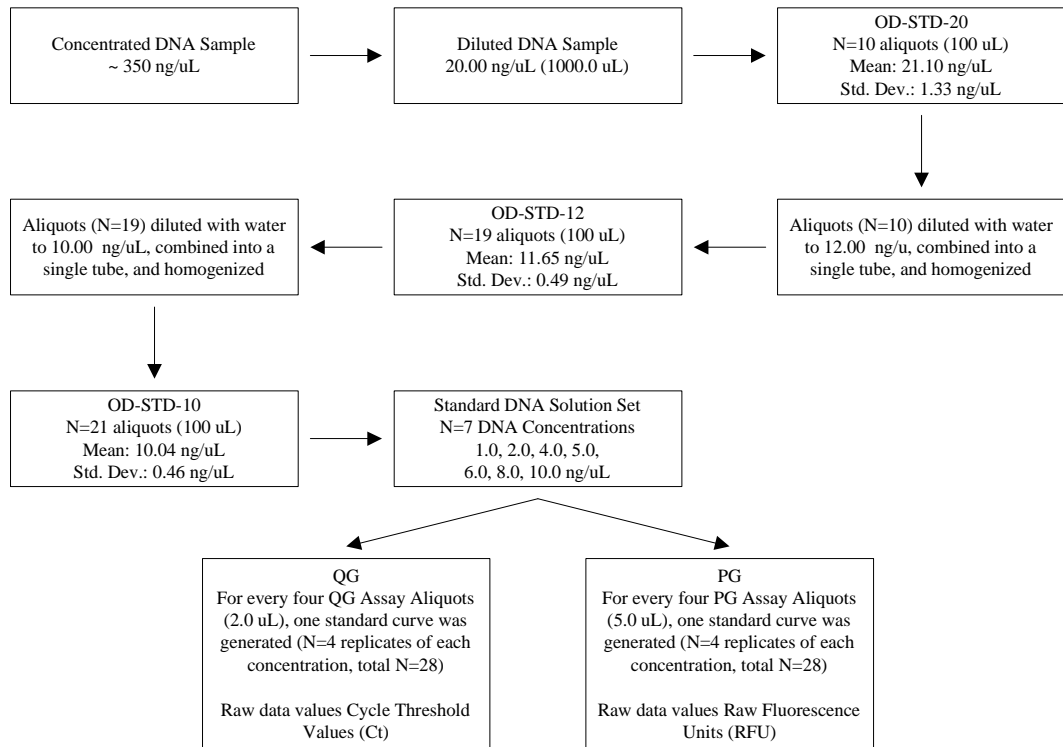 Concentrated DNA Sample
~ 350 ng/uL
Diluted DNA Sample
20.00 ng/uL (1000.0 uL)
OD-STD-20
N=10 aliquots (100 uL)
Mean: 21.10 ng/uL
Std. Dev.: 1.33 ng/uL
Aliquots (N=10) diluted with water
to 12.00 ng/u, combined into a
single tube, and homogenized
OD-STD-12
N=19 aliquots (100 uL)
Mean: 11.65 ng/uL
Std. Dev.: 0.49 ng/uL
Aliquots (N=19) diluted with water
to 10.00 ng/uL, combined into a
single tube, and homogenized
OD-STD-10
N=21 aliquots (100 uL)
Mean: 10.04 ng/uL
Std. Dev.: 0.46 ng/uL
Standard DNA Solution Set
N=7 DNA Concentrations
1.0, 2.0, 4.0, 5.0,
6.0, 8.0, 10.0 ng/uL
QG
For every four QG Assay Aliquots
(2.0 uL), one standard curve was
generated (N=4 replicates of each
concentration, total N=28)
Raw data values Cycle Threshold
Values (Ct)
PG
For every four PG Assay Aliquots
(5.0 uL), one standard curve was
generated (N=4 replicates of each
concentration, total N=28)
Raw data values Raw Fluorescence
Units (RFU)